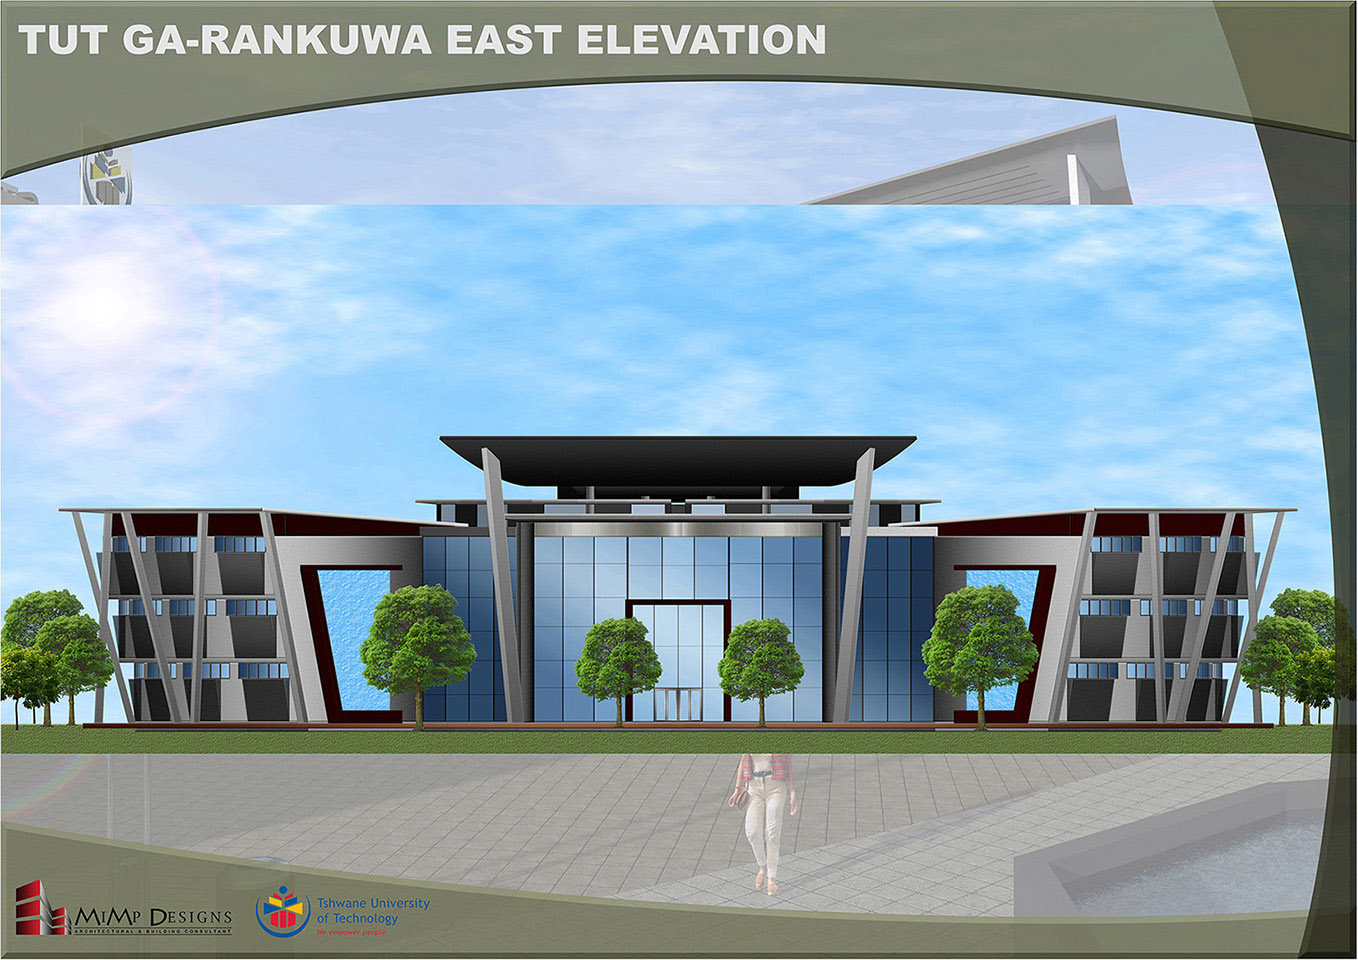 TUT GA-RANKUWA EAST ELEVATION
MIMP DESIGNS
ARCHITECTURAL & BUILDING CONSULTANT
Tshwane University
of Technology
We empower people